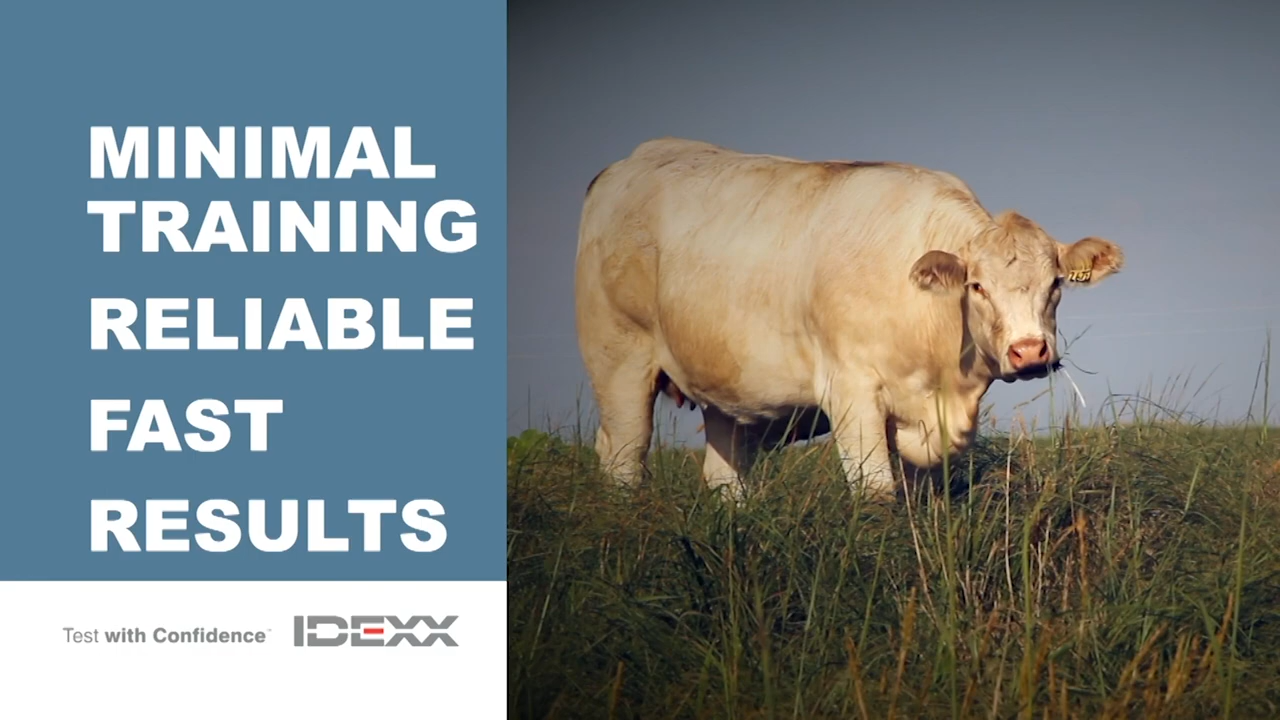 MINIMAL
TRAINING
RELIABLE
FAST
RESULTS
Test with Confidence™ IDEXX